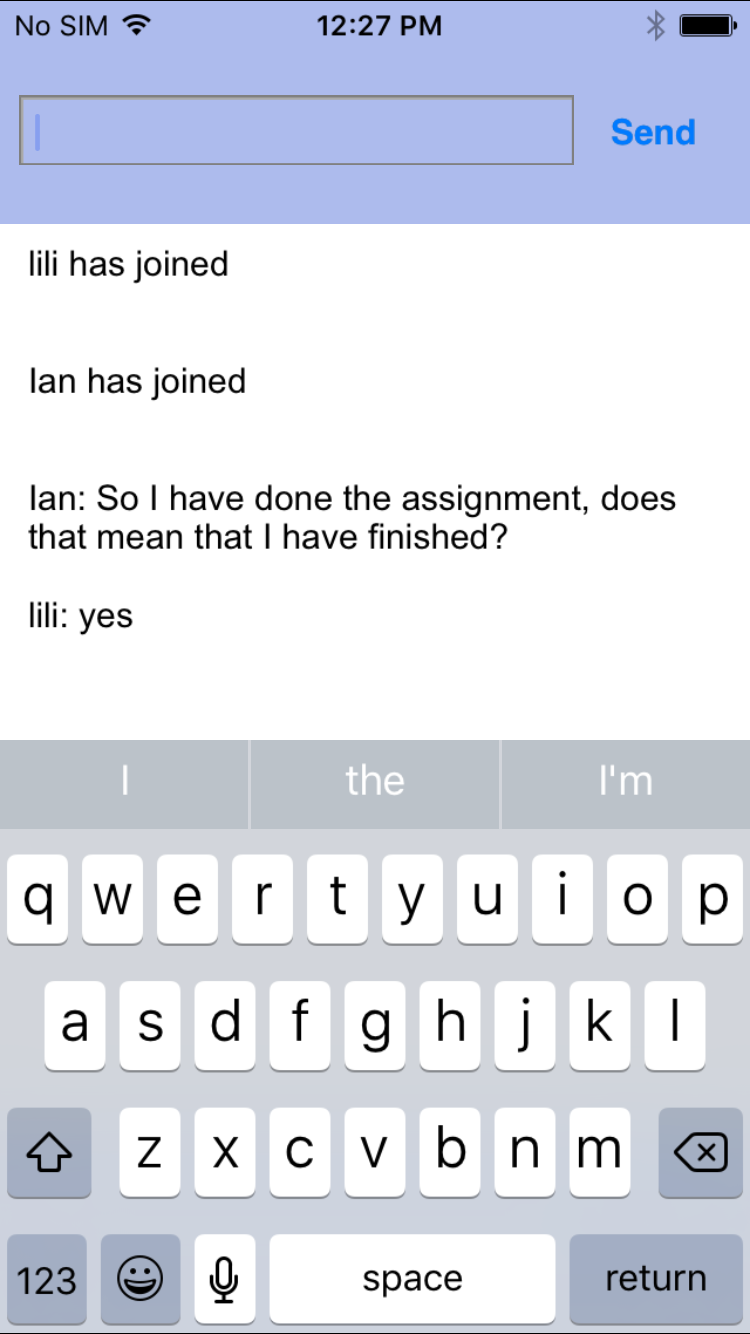 No SIM 12:27 PM
Send
lili has joined
Ian has joined
Ian: So I have done the assignment, does
that mean that I have finished?
lili: yes
I the I'm
q w e r t y u i o p
a s d f g h j k l
z x c v b n m
123 space return